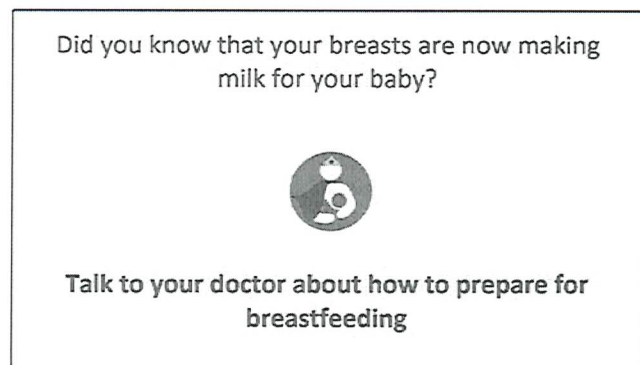 Did you know that your breasts are now making
milk for your baby?
Talk to your doctor about how to prepare for
breastfeeding